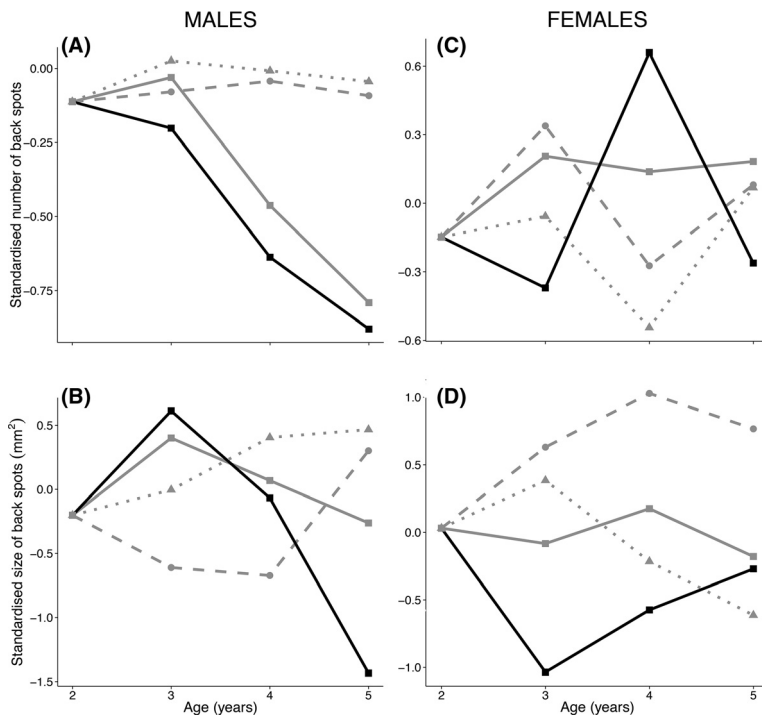 MALES
FEMALES
(A)
0.00
−0.25
−0.50
−0.75
Standardised number of back spots
(C)
0.6
0.3
0.0
−0.3
−0.6
(B)
0.5
0.0
−0.5
−1.0
−1.5
Standardised size of back spots (mm²)
2 3 4 5
Age (years)
(D)
1.0
0.5
0.0
−0.5
−1.0
2 3 4 5
Age (years)